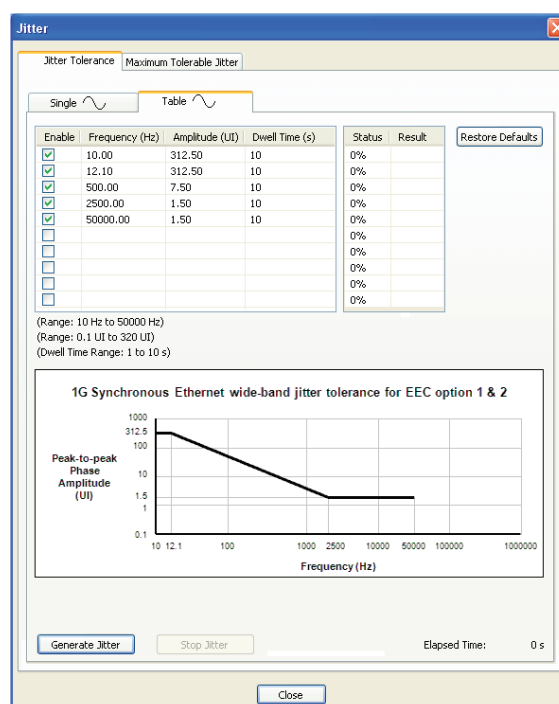 Jitter
Jitter Tolerance Maximum Tolerable Jitter
Single Table
Enable Frequency (Hz) Amplitude (UI) Dwell Time (s) Status Result Restore Defaults
10.00 312.50 10 0%
12.10 312.50 10 0%
500.00 7.50 10 0%
2500.00 1.50 10 0%
50000.00 1.50 10 0%
0%
0%
0%
0%
0%
(Range: 10 Hz to 50000 Hz)
(Range: 0.1 UI to 320 UI)
(Dwell Time Range: 1 to 10 s)
1G Synchronous Ethernet wide-band jitter tolerance for EEC option 1 & 2
Peak-to-peak
Phase
Amplitude
(UI)
1000
312.5
100
10
1.5
1
0.1
10 12.1 100 1000 2500 10000 50000 100000 1000000
Frequency (Hz)
Generate Jitter Stop Jitter Elapsed Time: 0 s
Close